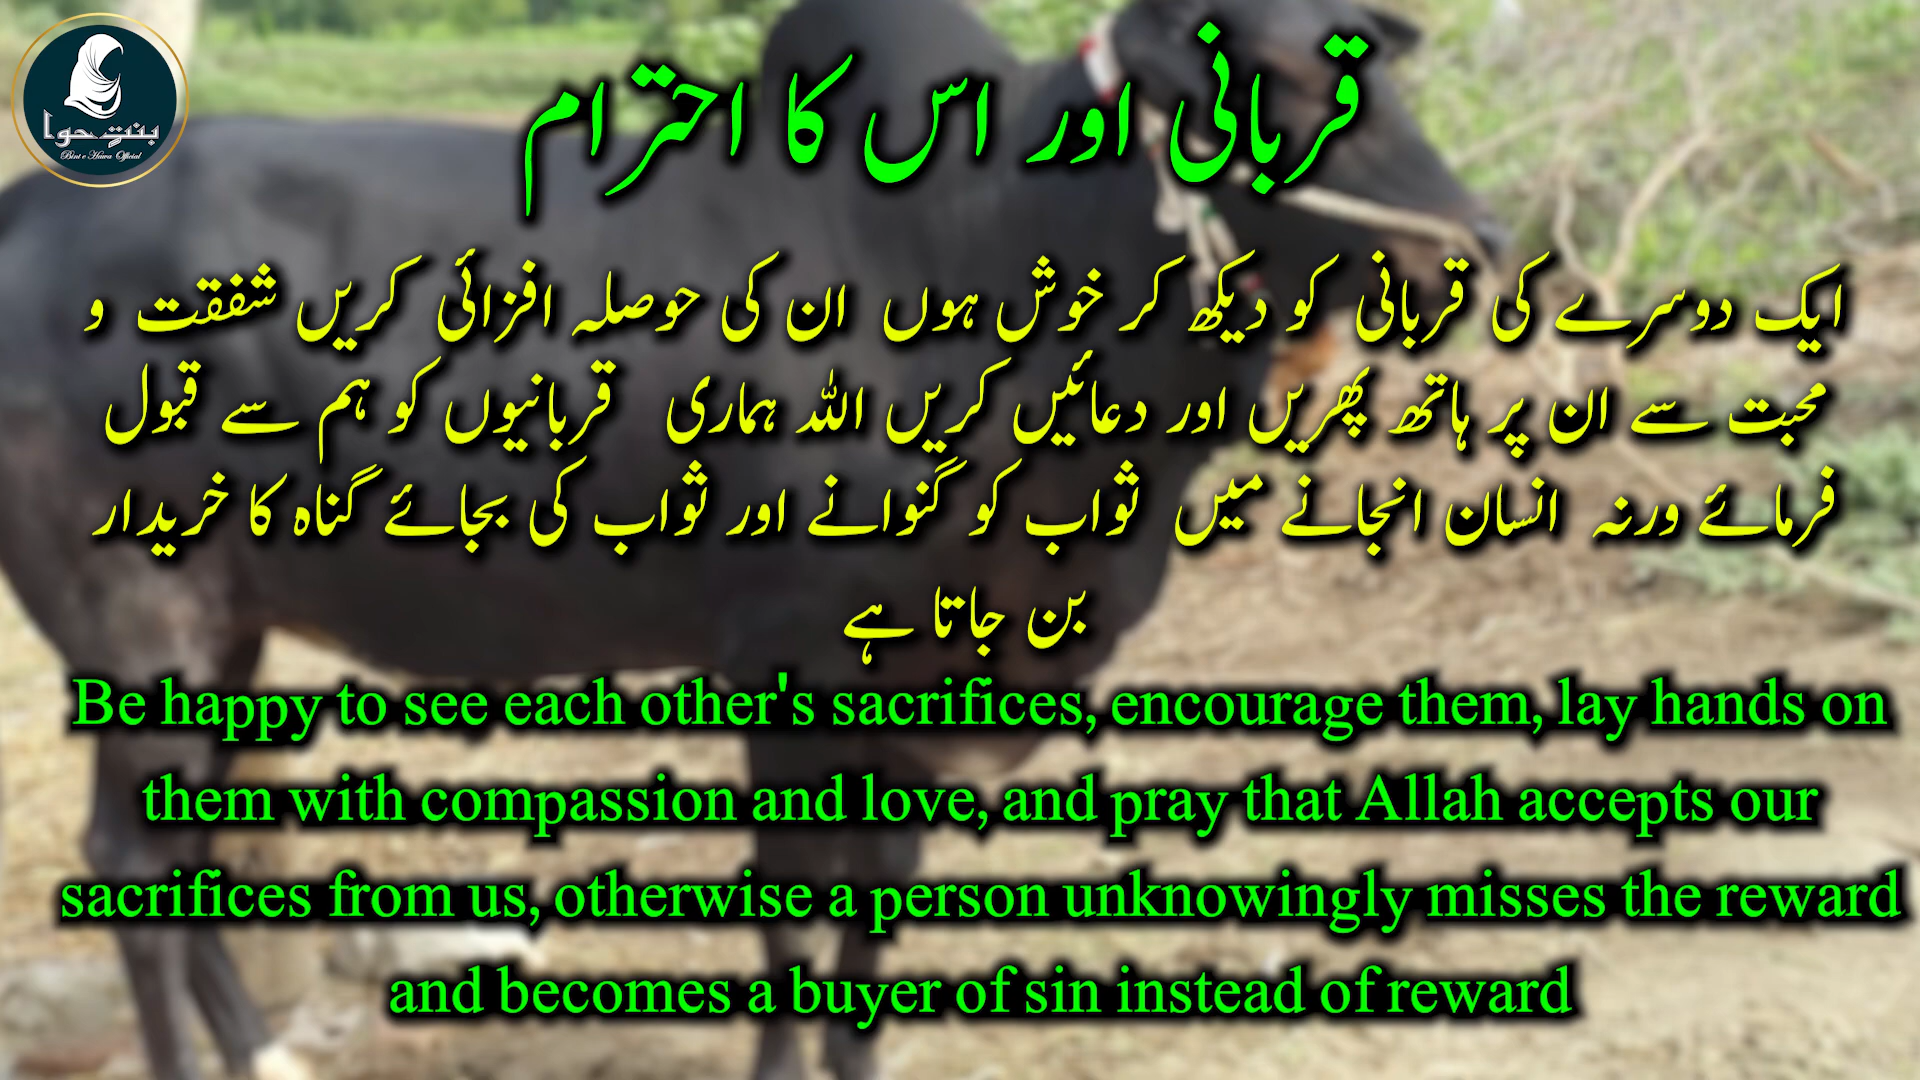 بنتِ حوا
Bint e Hawa Official
قربانی اور اس کا احترام
ایک دوسرے کی قربانی کو دیکھ کر خوش ہوں ان کی حوصلہ افزائی کریں شفقت و
محبت سے ان پر ہاتھ پھریں اور دعائیں کریں اللہ ہماری قربانیوں کو ہم سے قبول
فرمائے ورنہ انسان انجانے میں ثواب کو گنوانے اور ثواب کی بجائے گناہ کا خریدار
بن جاتا ہے
Be happy to see each other's sacrifices, encourage them, lay hands on
them with compassion and love, and pray that Allah accepts our
sacrifices from us, otherwise a person unknowingly misses the reward
and becomes a buyer of sin instead of reward